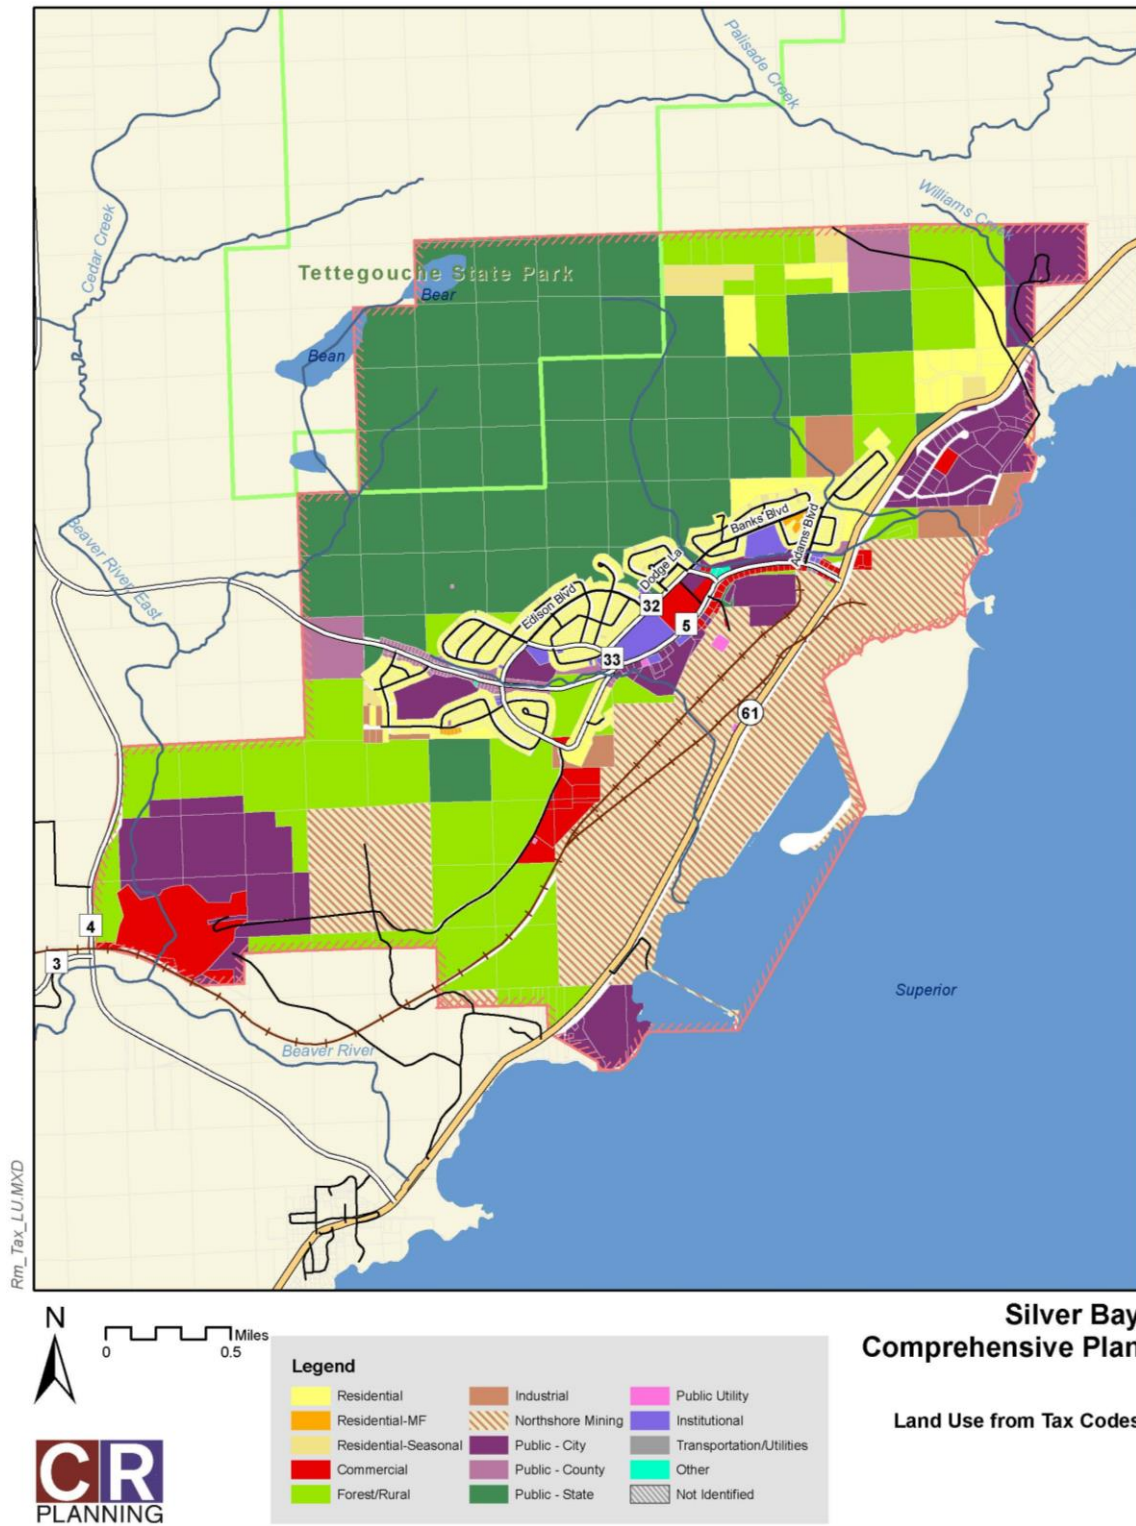 Palisade Creek
Williams Creek
Cedar Creek
Tettegouche State Park
Bear
Bean
Beaver River East
Banks Blvd
Adams Blvd
Dodge La
Edison Blvd
32
5
33
61
4
3
Superior
Beaver River
Rm_Tax_LU.MXD
N
Miles
0 0.5
Silver Bay
Comprehensive Plan
Land Use from Tax Codes
Legend
Residential
Residential-MF
Residential-Seasonal
Commercial
Forest/Rural
Industrial
Northshore Mining
Public - City
Public - County
Public - State
Public Utility
Institutional
Transportation/Utilities
Other
Not Identified
CR
PLANNING